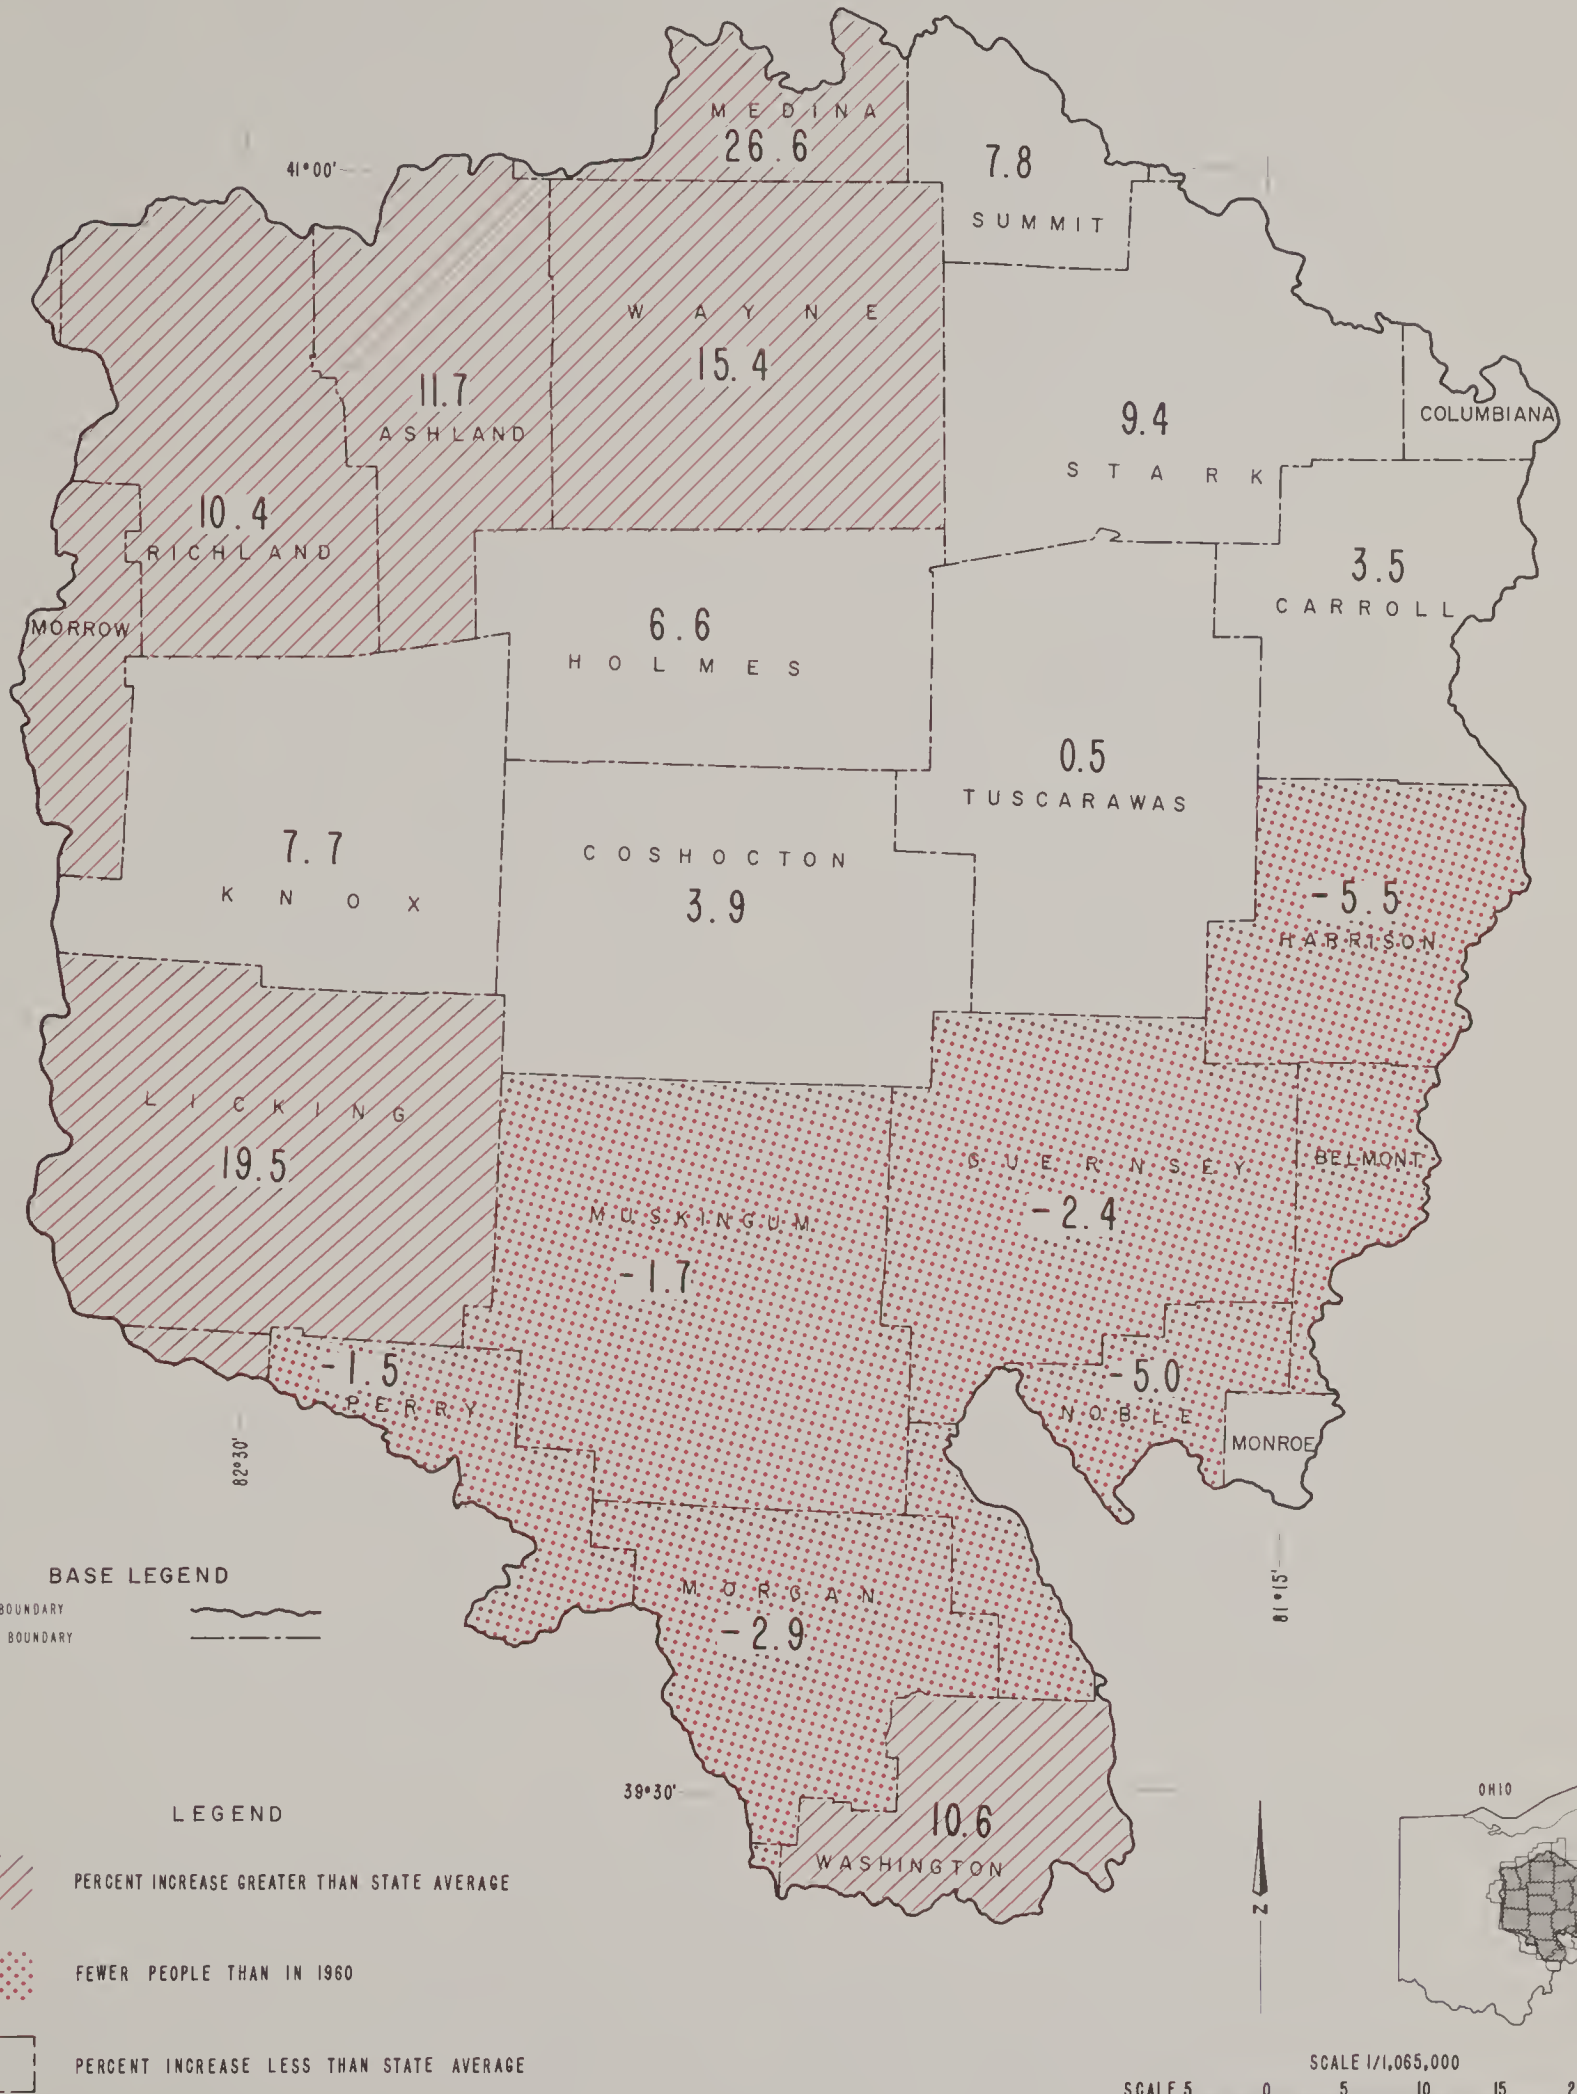 MEDINA
26.6
41°00'
7.8
SUMMIT
WAYNE
15.4
11.7
ASHLAND
9.4
STARK
COLUMBIANA
10.4
RICHLAND
3.5
CARROLL
MORROW
6.6
HOLMES
0.5
TUSCARAWAS
7.7
KNOX
COSHOCTON
3.9
-5.5
HARRISON
LICKING
19.5
GUERNSEY
-2.4
BELMONT
MUSKINGUM
-1.7
-1.5
PERRY
-5.0
NOBLE
MONROE
82°30'
81°15'
BASE LEGEND
BOUNDARY
BOUNDARY
MORGAN
-2.9
39°30'
10.6
WASHINGTON
LEGEND
PERCENT INCREASE GREATER THAN STATE AVERAGE
FEWER PEOPLE THAN IN 1960
PERCENT INCREASE LESS THAN STATE AVERAGE
N
OHIO
SCALE 1/1,065,000
SCALE 5 0 5 10 15